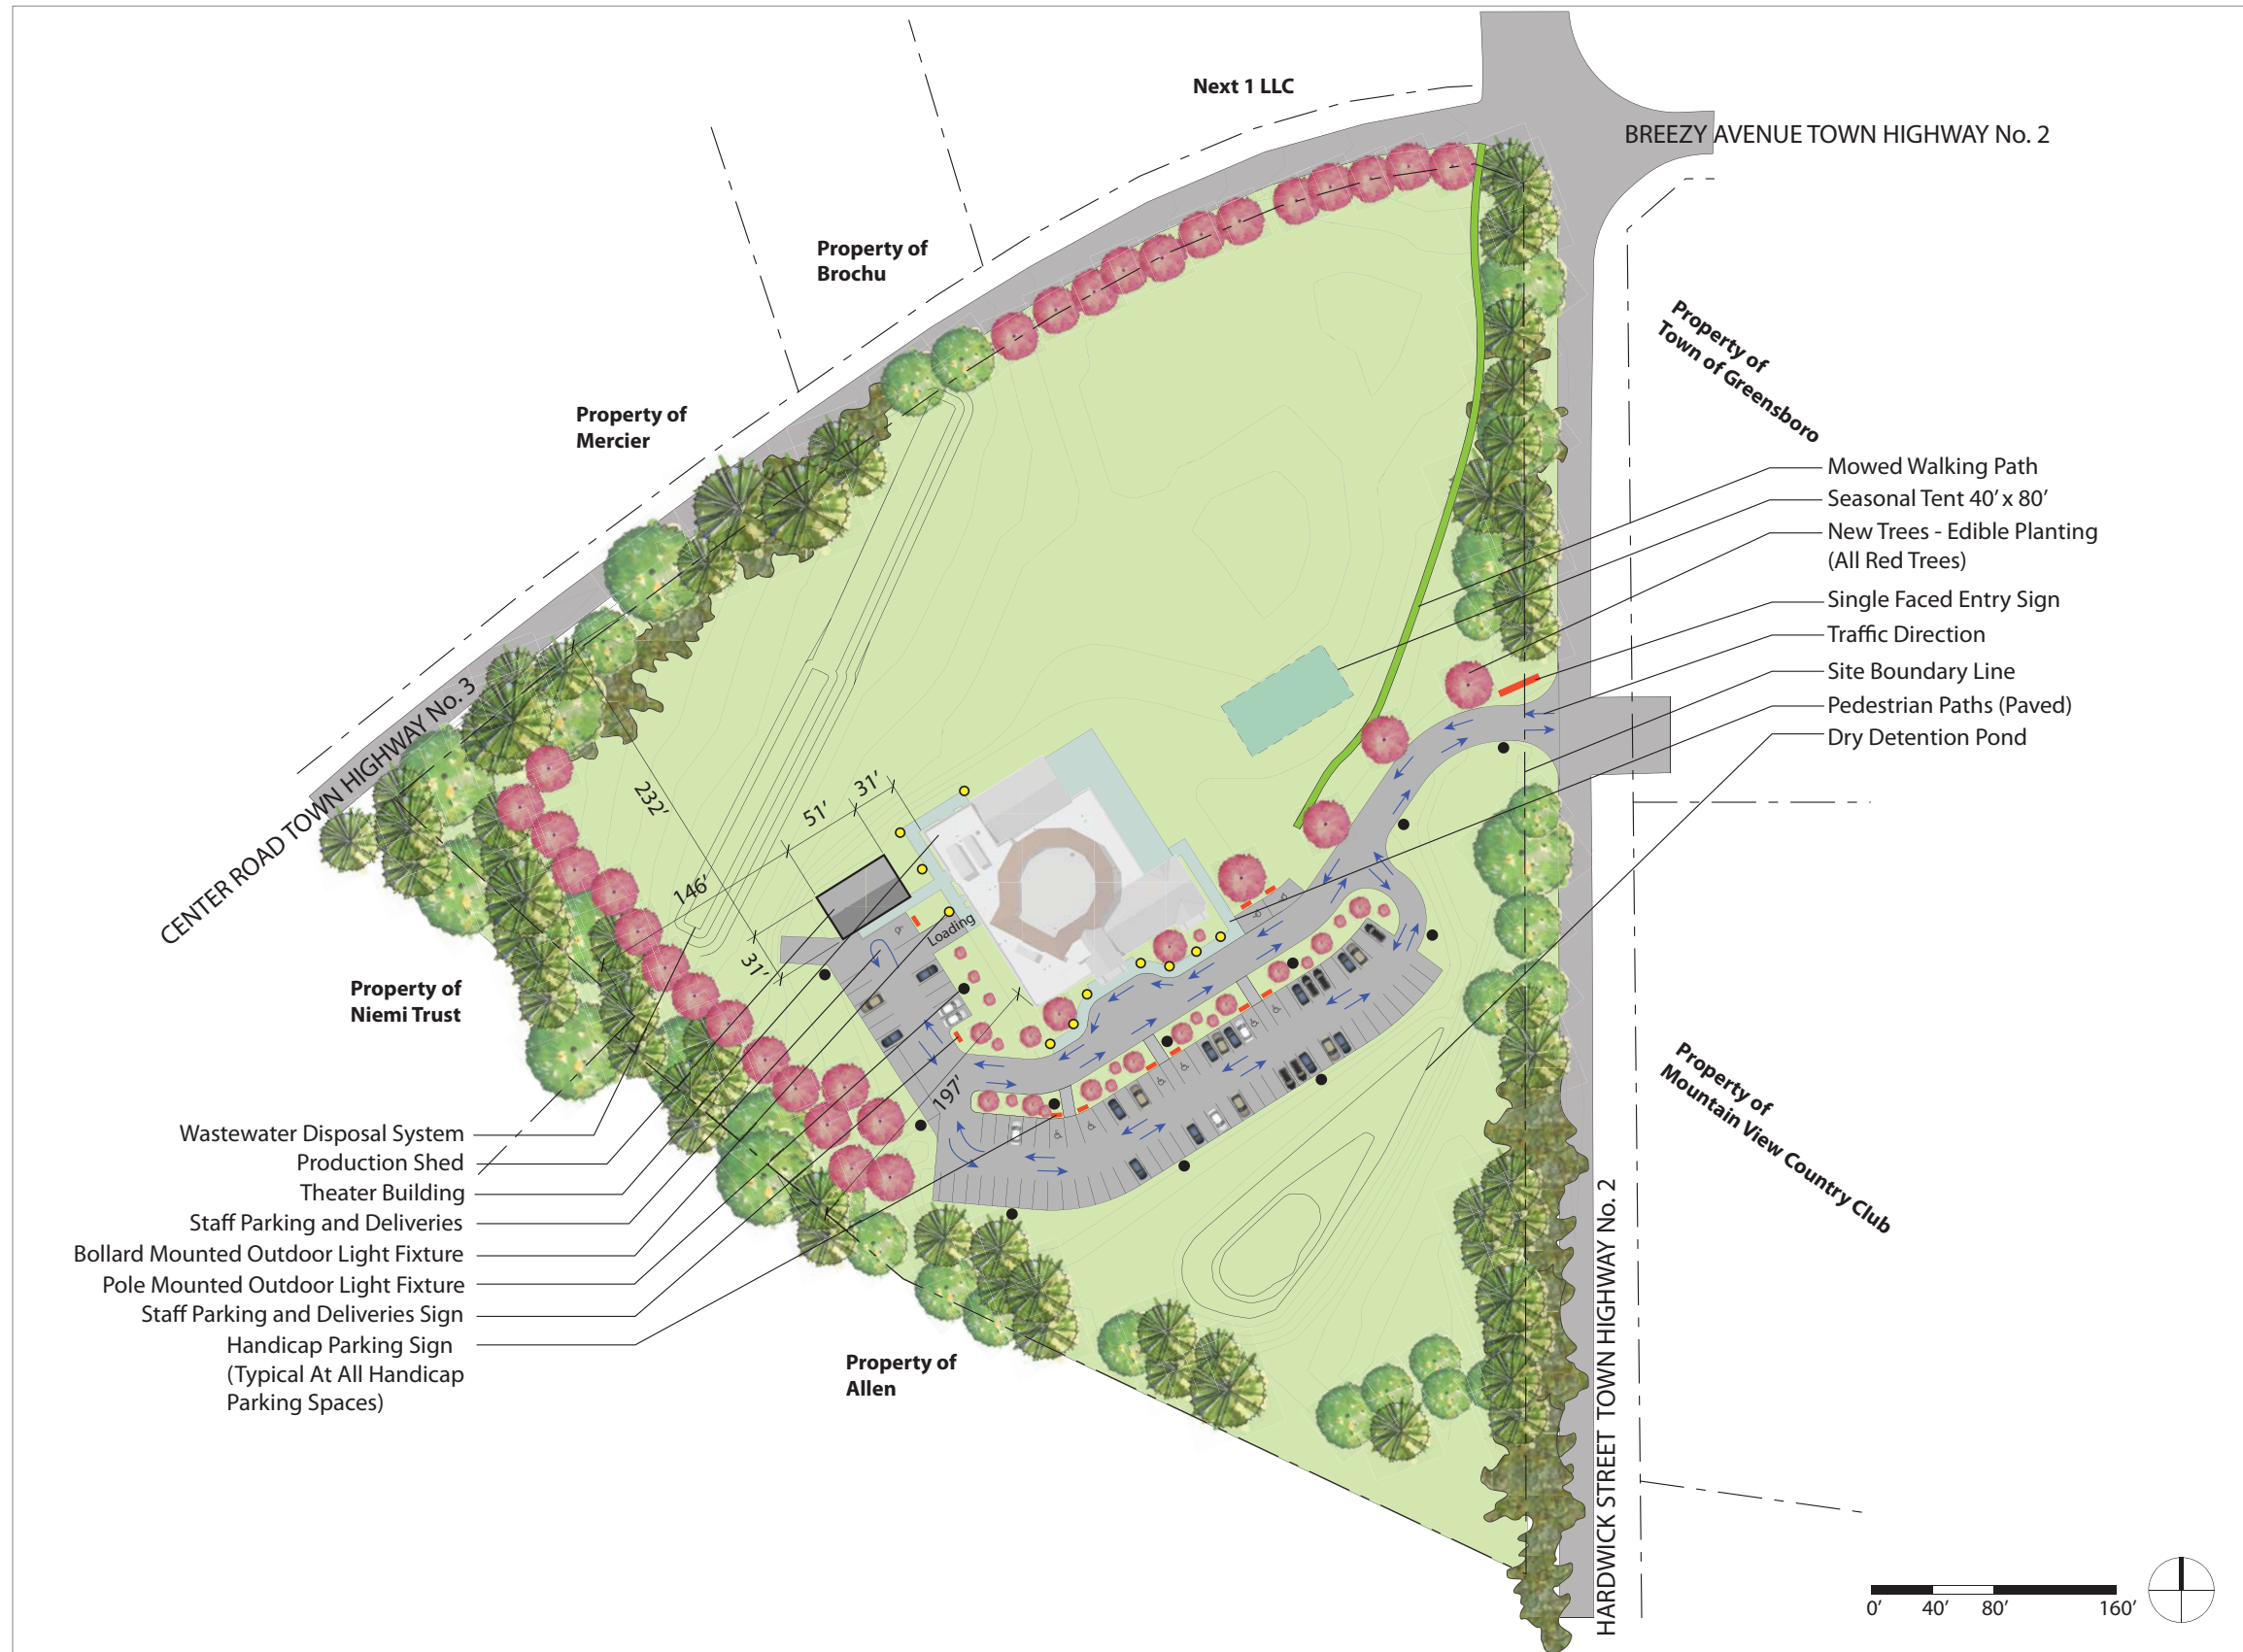 Next 1 LLC
BREEZY AVENUE TOWN HIGHWAY No. 2
Property of
Brochu
Property of
Town of Greensboro
Property of
Mercier
Mowed Walking Path
Seasonal Tent 40’ x 80’
New Trees - Edible Planting
(All Red Trees)
Single Faced Entry Sign
Traffic Direction
Site Boundary Line
Pedestrian Paths (Paved)
Dry Detention Pond
CENTER ROAD TOWN HIGHWAY No. 3
232’
146’
51’
31’
31’
Loading
197’
Property of
Niemi Trust
Property of
Mountain View Country Club
Wastewater Disposal System
Production Shed
Theater Building
Staff Parking and Deliveries
Bollard Mounted Outdoor Light Fixture
Pole Mounted Outdoor Light Fixture
Staff Parking and Deliveries Sign
Handicap Parking Sign
(Typical At All Handicap
Parking Spaces)
Property of
Allen
HARDWICK STREET TOWN HIGHWAY No. 2
0’ 40’ 80’ 160’